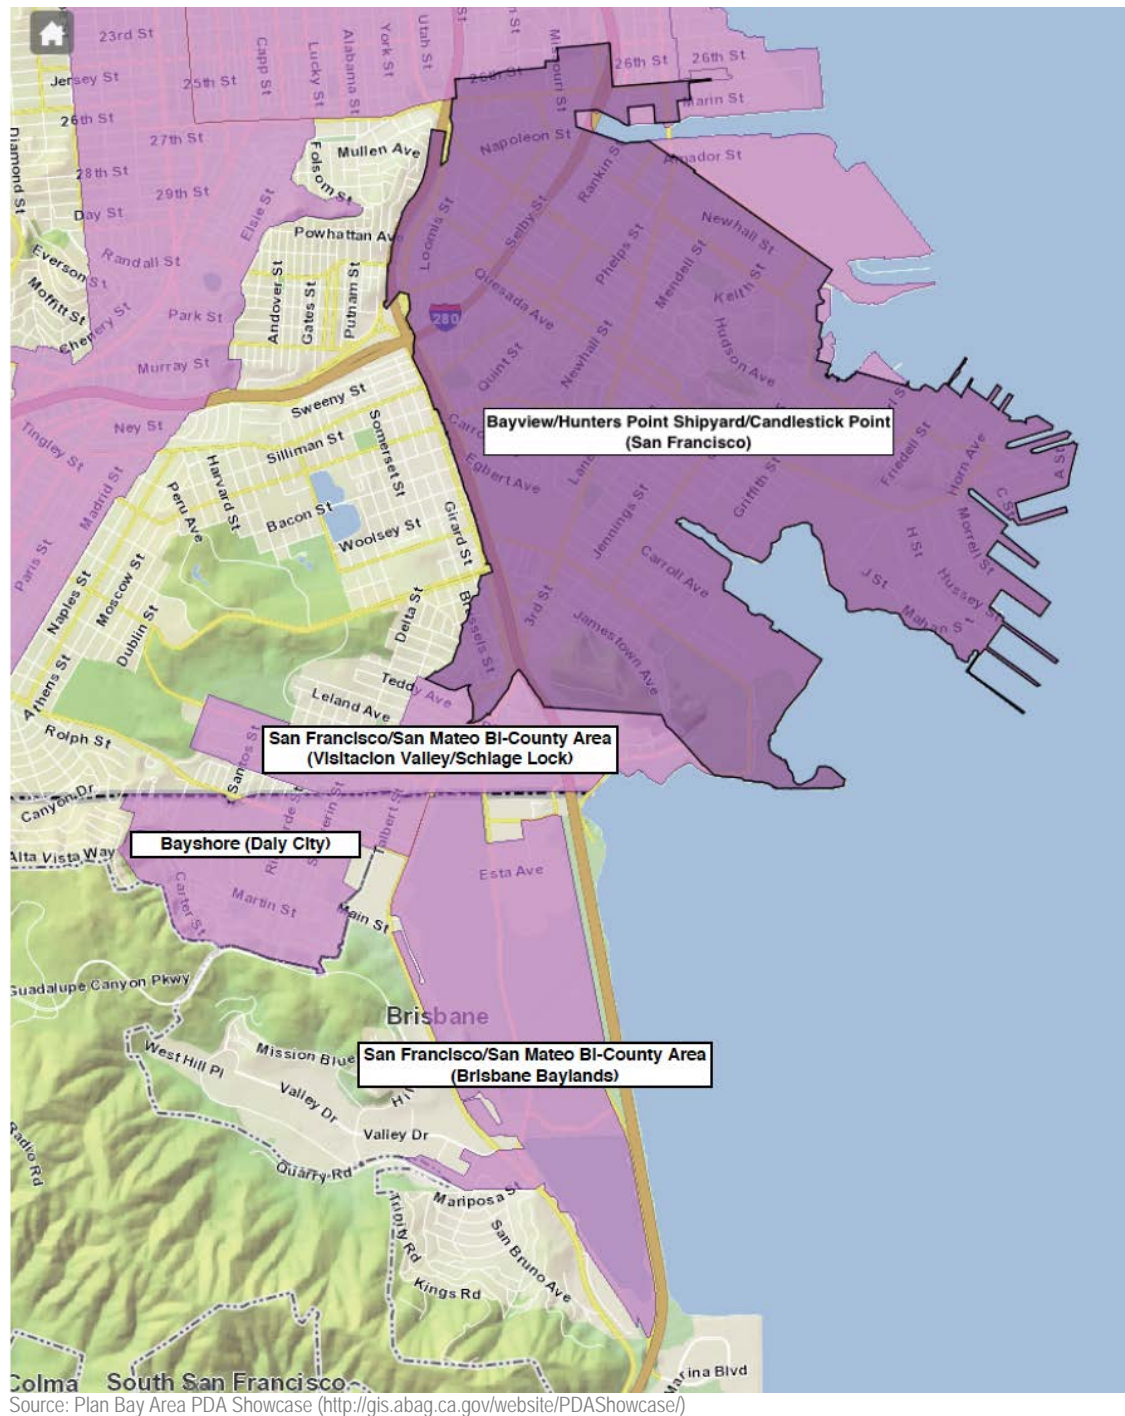 23rd St
Capp St
Lucky St
Alabama St
York St
Utah St
Missouri St
26th St
26th St
26th St
Jersey St
25th St
Marin St
26th St
27th St
Mullen Ave
Napoleon St
Diamond St
Folsom St
Rankin S
Amador St
28th St
29th St
Day St
Elsie St
Powhattan Ave
Loomis St
Selby St
Newhall St
Everson St
Randall St
Phelps St
Mendell St
Keith St
Moffitt St
Andover St
Gates St
Putnam St
Quesada Ave
280
Chenery St
Park St
Hudson Ave
Murray St
Quint St
Newhall St
Sweeny St
Ney St
Tingley St
Somerset St
Silliman St
Bayview/Hunters Point Shipyard/Candlestick Point
(San Francisco)
Friedell St
Horn Ave
A St
Madrid St
Harvard St
Peru Ave
Egbert Ave
Griffith St
C St
Bacon St
Woolsey St
Girard St
Jennings St
Morrell St
H St
Paris St
Naples St
Moscow St
Carroll Ave
J St
Hussey St
Dublin St
Delta St
Brussels St
3rd St
Jamestown Ave
Mahan St
Athens St
Teddy Ave
Leland Ave
Rolph St
Santos St
San Francisco/San Mateo Bi-County Area
(Visitacion Valley/Schlage Lock)
Canyon Dr
Talbert St
Bayshore (Daly City)
Alta Vista Way
Esta Ave
Carter St
Martin St
Main St
Guadalupe Canyon Pkwy
Brisbane
West Hill Pl
Mission Blue
San Francisco/San Mateo Bi-County Area
(Brisbane Baylands)
Valley Dr
Valley Dr
Radio Rd
Quarry Rd
Mariposa St
Trinity Rd
San Bruno Ave
Kings Rd
Marina Blvd
Colma
South San Francisco
Source: Plan Bay Area PDA Showcase (http://gis.abag.ca.gov/website/PDAShowcase/)